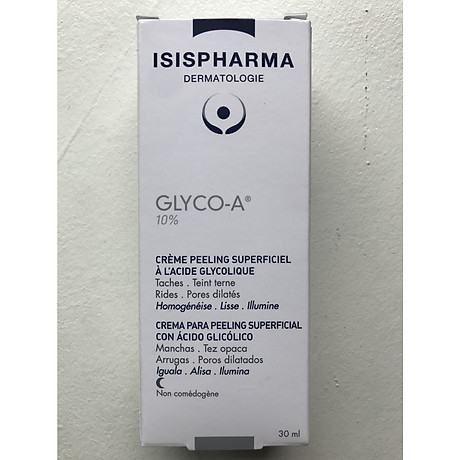 ISISPHARMA
DERMATOLOGIE
GLYCO-A®
10%
CRÈME PEELING SUPERFICIEL
À L'ACIDE GLYCOLIQUE
Taches . Teint terne
Rides . Pores dilatés
Homogénéise . Lisse . Illumine
CREMA PARA PEELING SUPERFICIAL
CON ÁCIDO GLICÓLICO
Manchas . Tez opaca
Arrugas . Poros dilatados
Iguala . Alisa . Ilumina
Non comédogène
30 ml